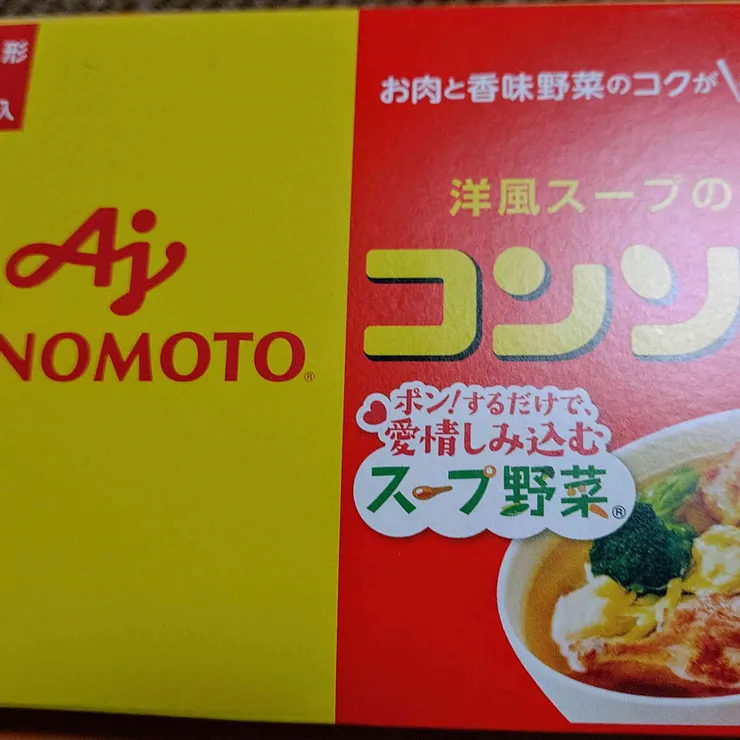 形
入
Aj
NOMOTO®
お肉と香味野菜のコクが
洋風スープの
コンソ
ポン!するだけで、
愛情しみ込む
スープ野菜®